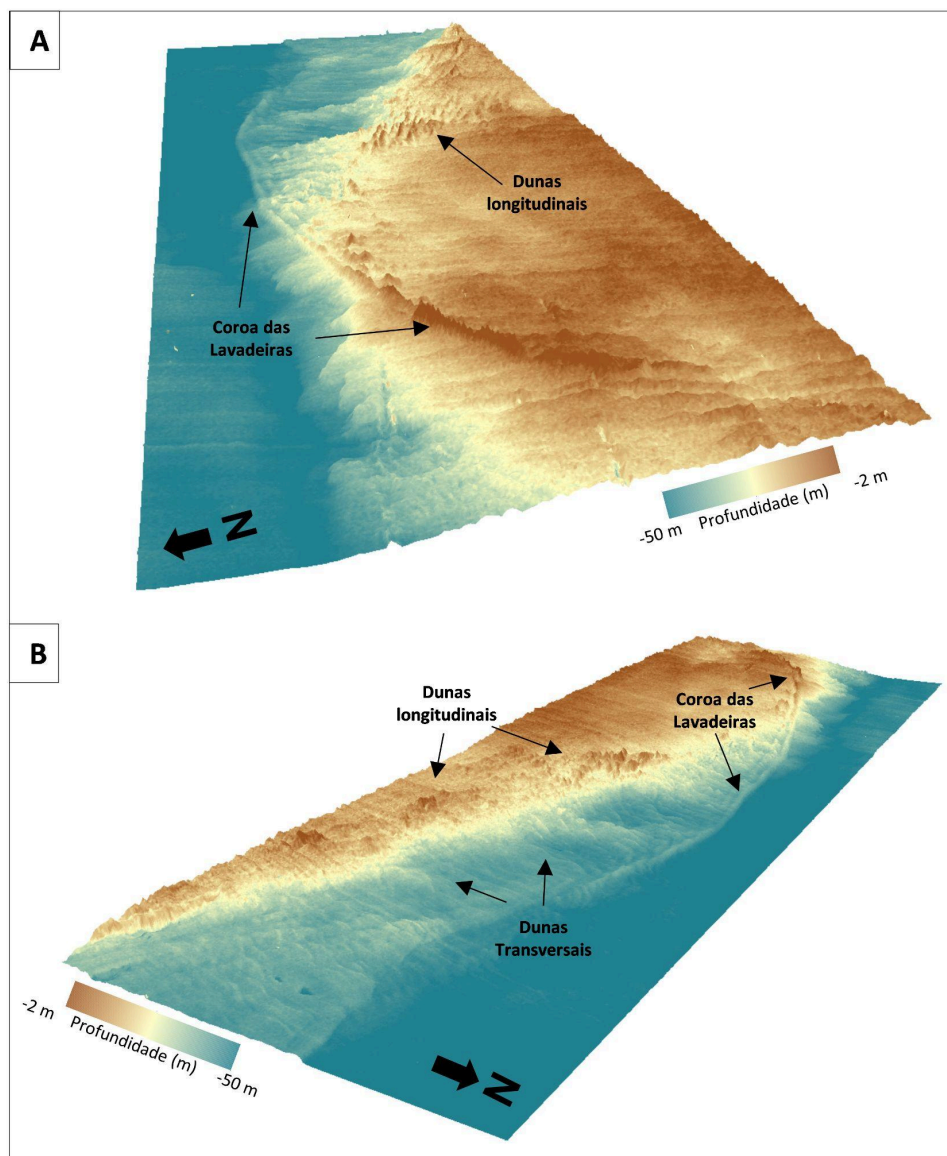 A
Dunas
longitudinais
Coroa das
Lavadeiras
-50 m Profundidade (m) -2 m
N
B
Dunas
longitudinais
Coroa das
Lavadeiras
Dunas
Transversais
-2 m Profundidade (m) -50 m
N